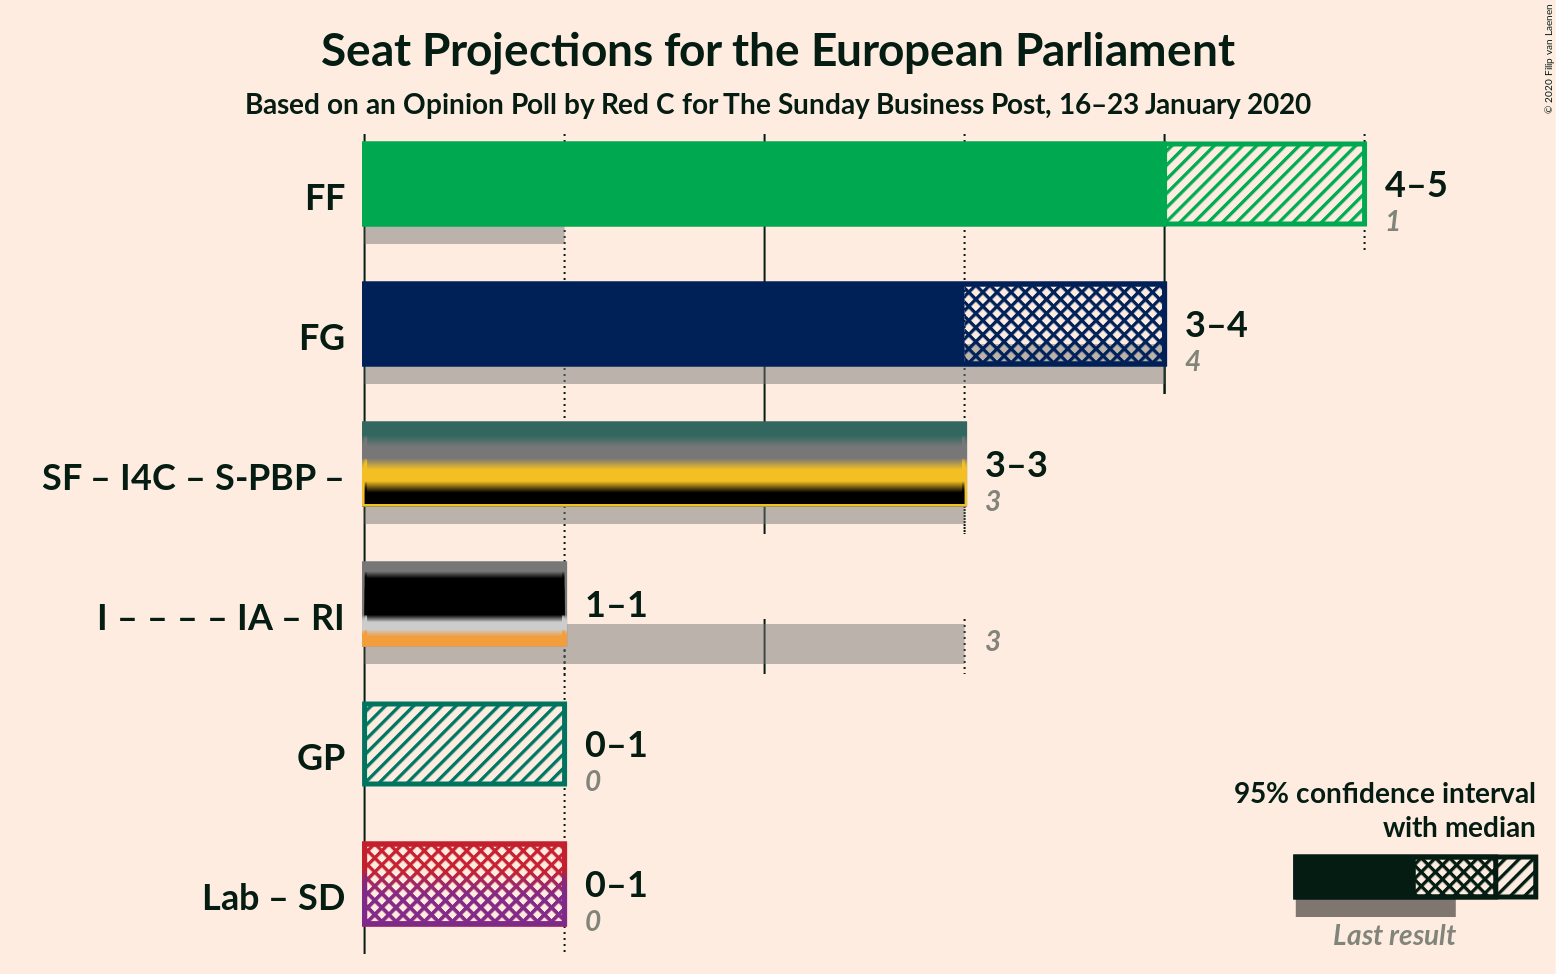 Seat Projections for the European Parliament
Based on an Opinion Poll by Red C for The Sunday Business Post, 16–23 January 2020
© 2020 Filip van Laenen
FF
4–5
1
FG
3–4
4
SF – I4C – S-PBP –
3–3
3
I – – – – IA – RI
1–1
3
GP
0–1
0
Lab – SD
0–1
0
95% confidence interval
with median
Last result